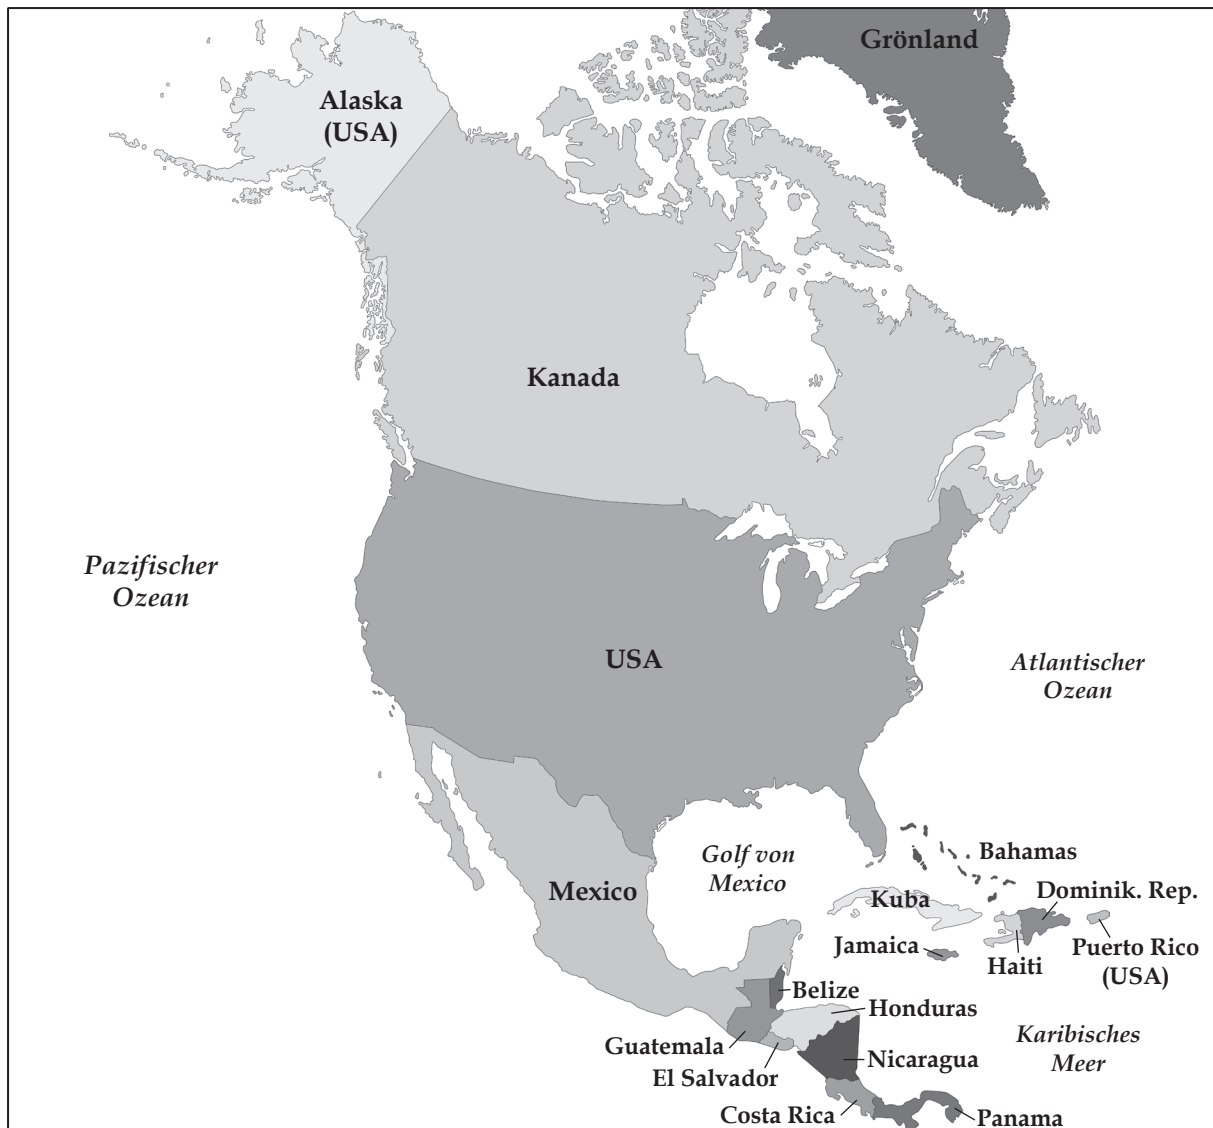 Grönland
Alaska
(USA)
Kanada
Pazifischer
Ozean
USA
Atlantischer
Ozean
Golf von
Mexico
Bahamas
Mexico
Kuba
Dominik. Rep.
Jamaica
Haiti
Puerto Rico
(USA)
Belize
Honduras
Guatemala
Karibisches
Meer
El Salvador
Nicaragua
Costa Rica
Panama